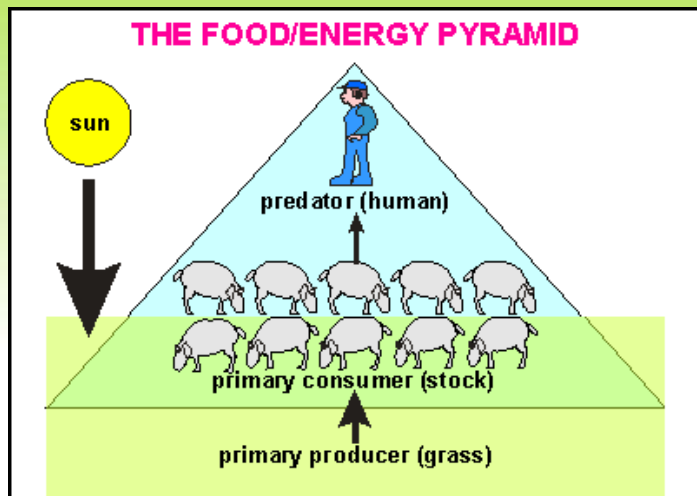 THE FOOD/ENERGY PYRAMID
sun
predator (human)
primary consumer (stock)
primary producer (grass)